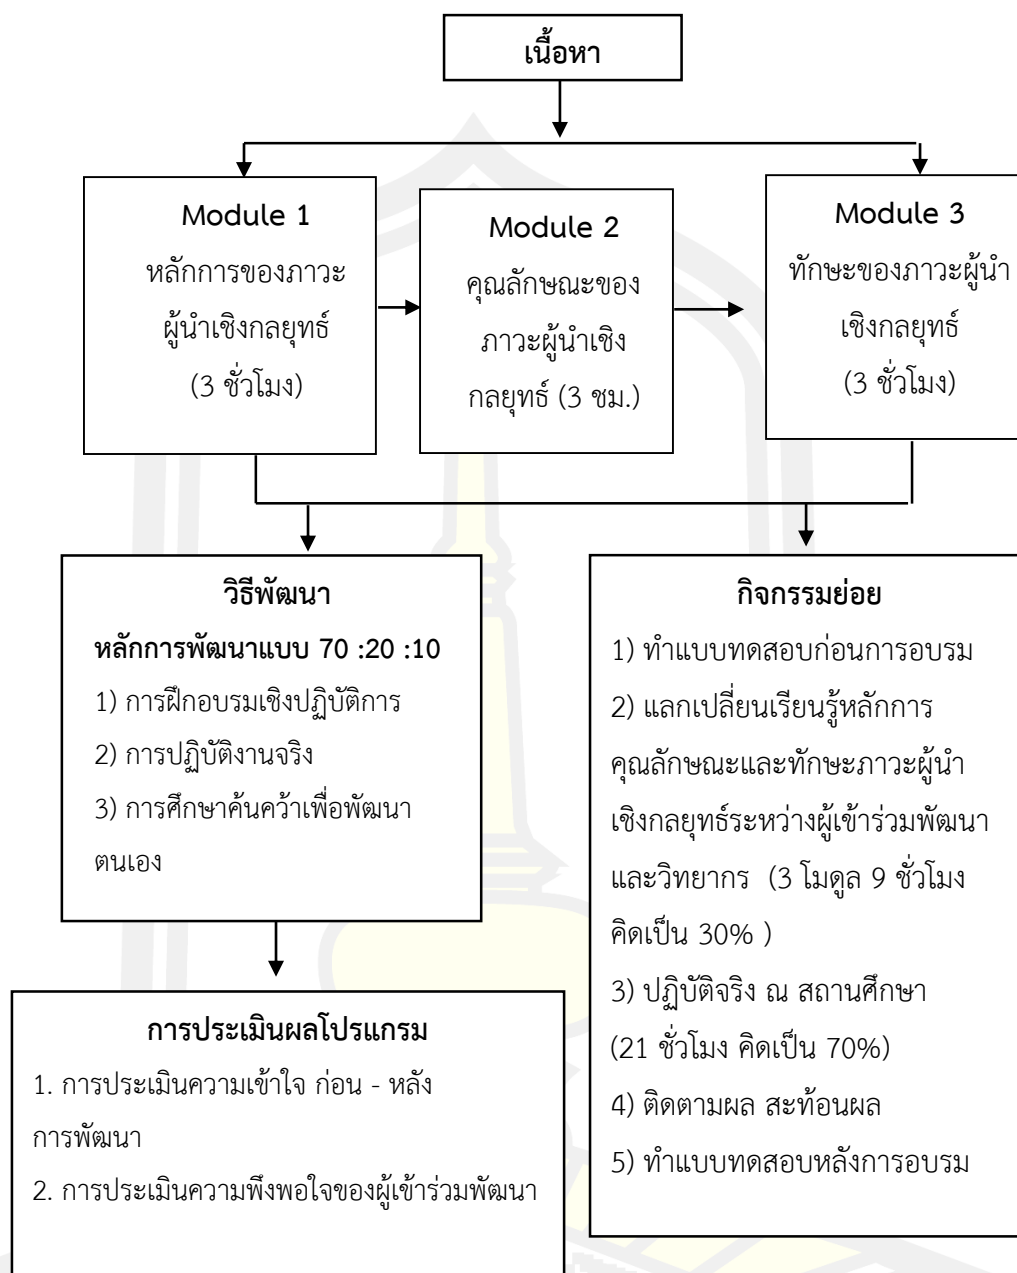 เนื้อหา
Module 1
หลักการของภาวะ
ผู้นำเชิงกลยุทธ์
(3 ชั่วโมง)
Module 2
คุณลักษณะของ
ภาวะผู้นำเชิง
กลยุทธ์ (3 ชม.)
Module 3
ทักษะของภาวะผู้นำ
เชิงกลยุทธ์
(3 ชั่วโมง)
วิธีพัฒนา
หลักการพัฒนาแบบ 70 :20 :10
1) การฝึกอบรมเชิงปฏิบัติการ
2) การปฏิบัติงานจริง
3) การศึกษาค้นคว้าเพื่อพัฒนา
ตนเอง
กิจกรรมย่อย
1) ทำแบบทดสอบก่อนการอบรม
2) แลกเปลี่ยนเรียนรู้หลักการ
คุณลักษณะและทักษะภาวะผู้นำ
เชิงกลยุทธ์ระหว่างผู้เข้าร่วมพัฒนา
และวิทยากร (3 โมดูล 9 ชั่วโมง
คิดเป็น 30% )
3) ปฏิบัติจริง ณ สถานศึกษา
(21 ชั่วโมง คิดเป็น 70%)
4) ติดตามผล สะท้อนผล
5) ทำแบบทดสอบหลังการอบรม
การประเมินผลโปรแกรม
1. การประเมินความเข้าใจ ก่อน - หลัง
การพัฒนา
2. การประเมินความพึงพอใจของผู้เข้าร่วมพัฒนา